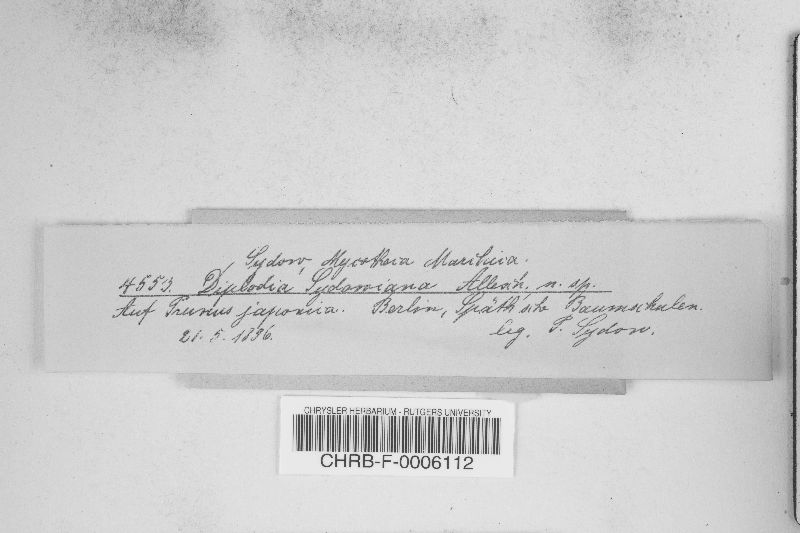 Sydow, Mycotheca Marchica.
4553. Diplodia Sydowiana Allesch. n. sp.
Auf Prunus japonica. Berlin, Späth'sche Baumschulen.
21. 5. 1896. leg. P. Sydow.
CHRYSLER HERBARIUM - RUTGERS UNIVERSITY
CHRB-F-0006112